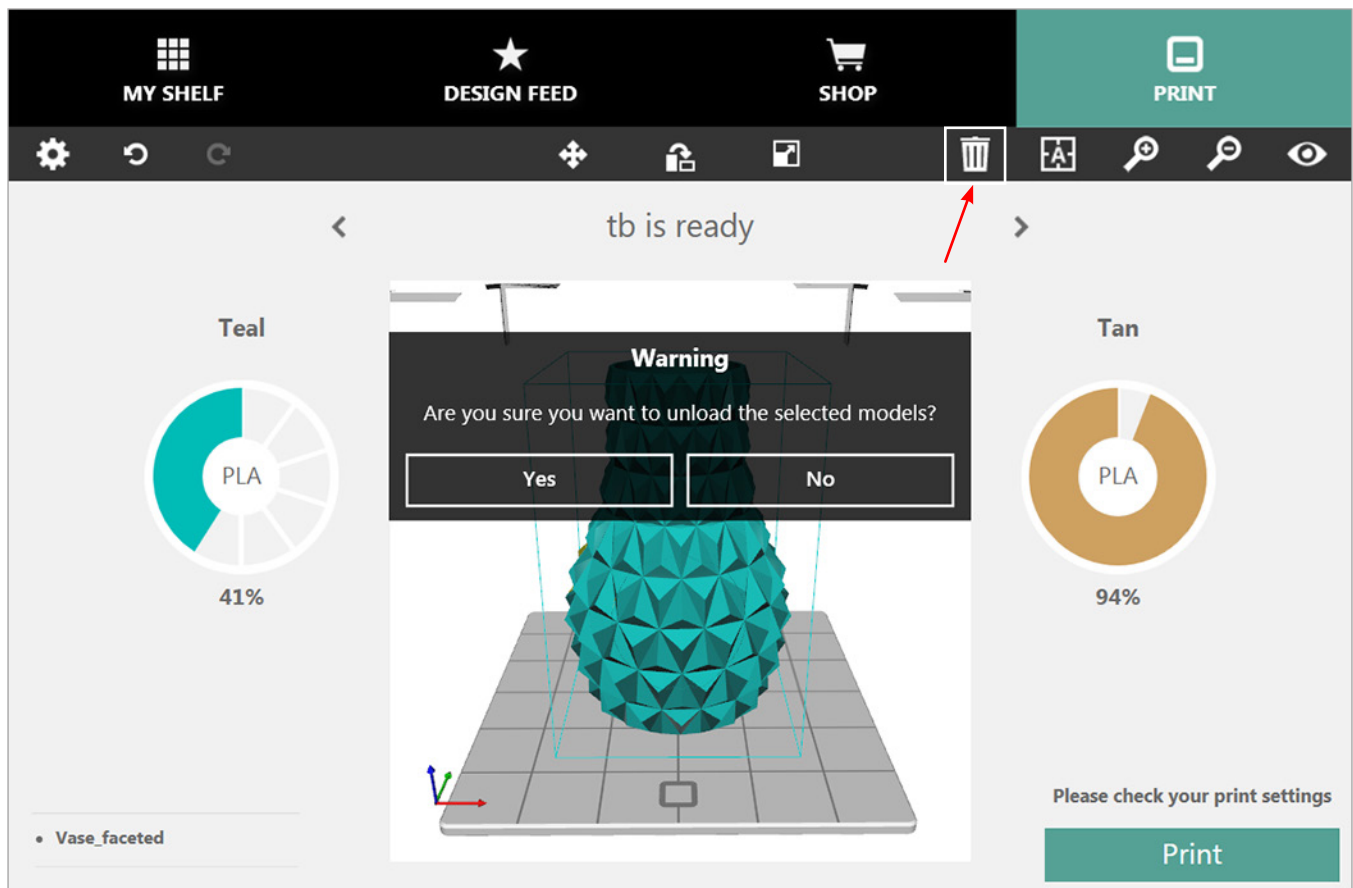 MY SHELF
DESIGN FEED
SHOP
PRINT
A
tb is ready
Teal
Tan
Warning
Are you sure you want to unload the selected models?
Yes
No
PLA
PLA
41%
94%
Please check your print settings
• Vase_faceted
Print